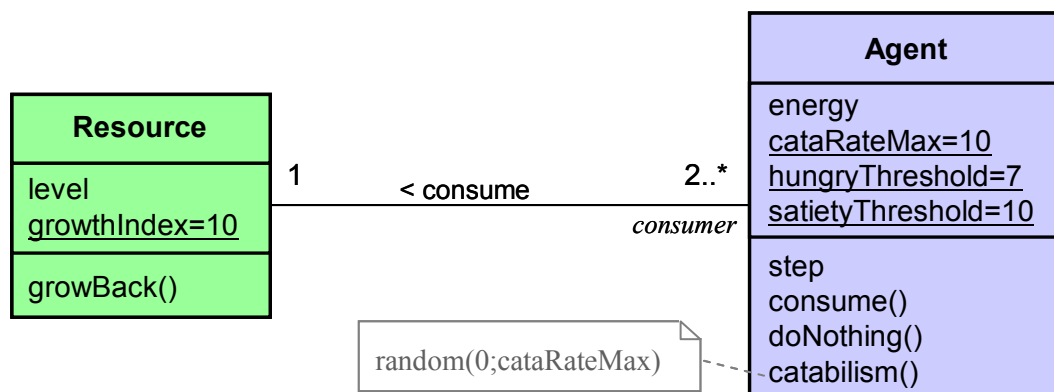 Resource
level
growthIndex=10
growBack()
1
< consume
2..*
consumer
Agent
energy
cataRateMax=10
hungryThreshold=7
satietyThreshold=10
step
consume()
doNothing()
catabilism()
random(0;cataRateMax)